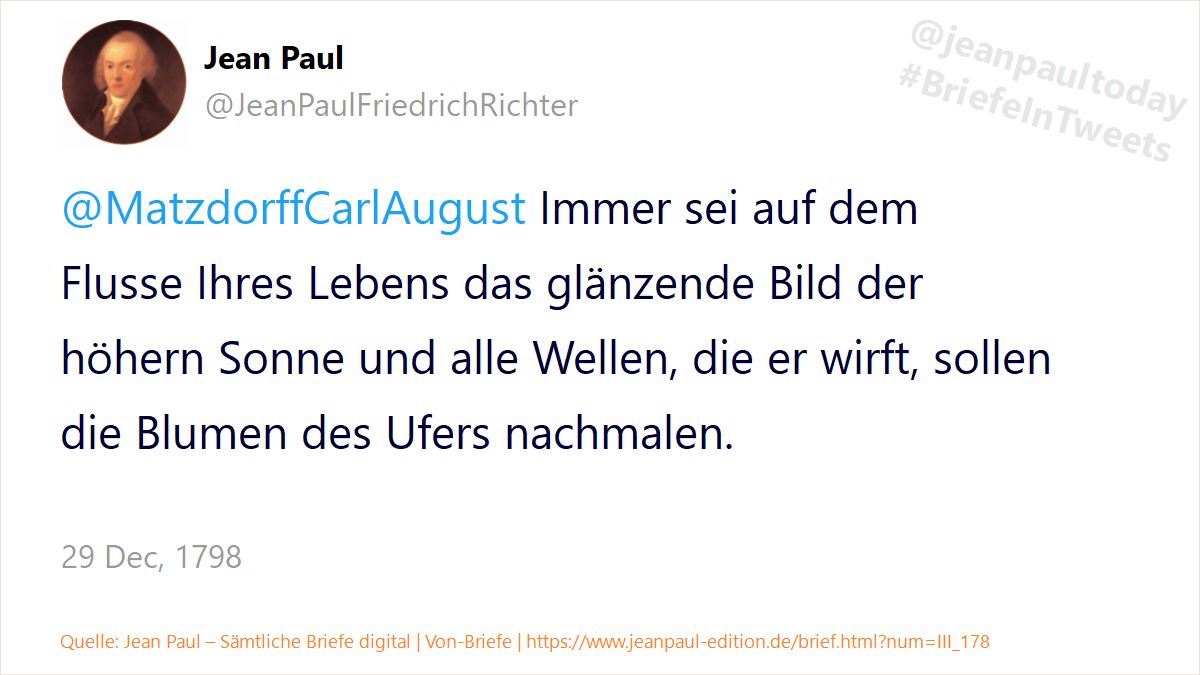 Jean Paul
@JeanPaulFriedrichRichter
@jeanpaultoday
#BriefeInTweets
@MatzdorffCarlAugust Immer sei auf dem
Flusse Ihres Lebens das glänzende Bild der
höhern Sonne und alle Wellen, die er wirft, sollen
die Blumen des Ufers nachmalen.
29 Dec, 1798
Quelle: Jean Paul – Sämtliche Briefe digital | Von-Briefe | https://www.jeanpaul-edition.de/brief.html?num=III_178